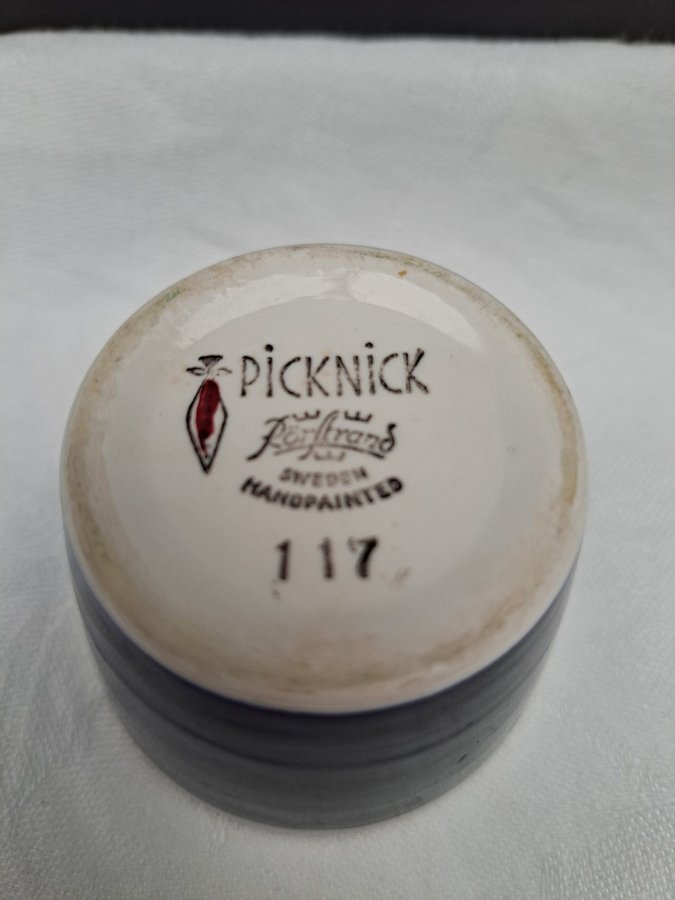 PiCKNiCK
Rörstrand
SWEDEN
HANDPAINTED
117